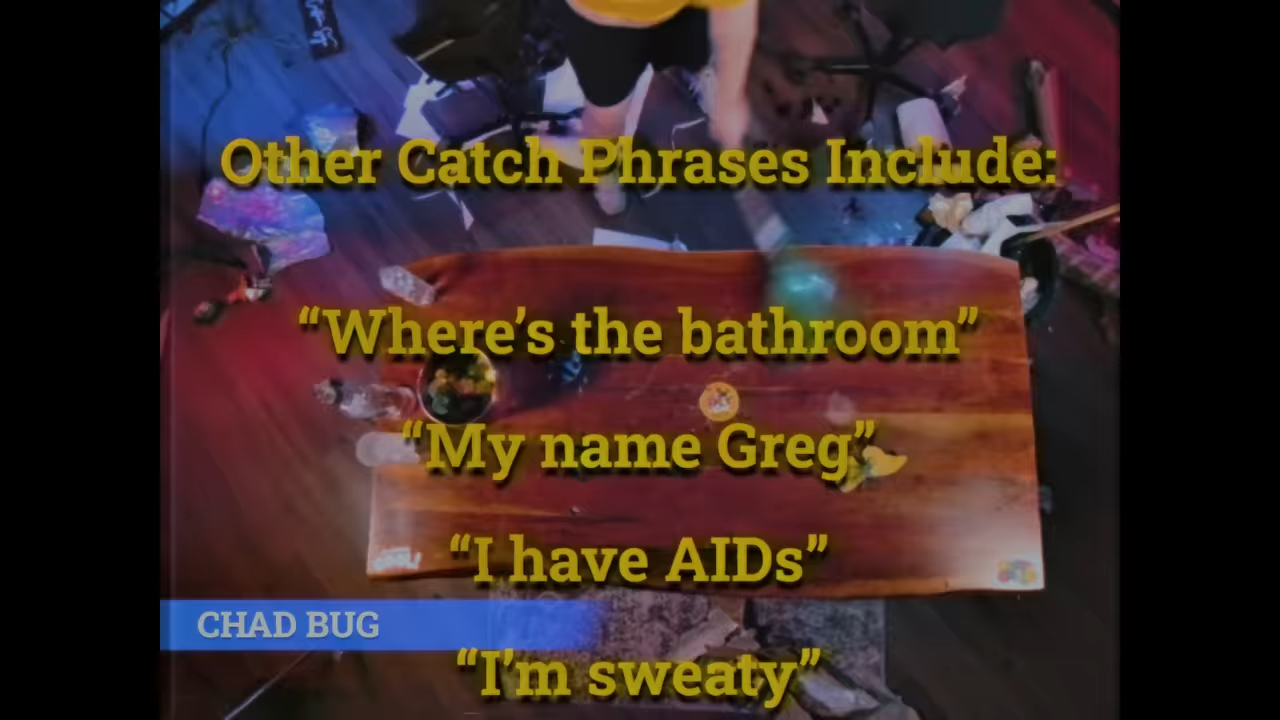 Other Catch Phrases Include:
“Where’s the bathroom”
“My name Greg”
“I have AIDs”
CHAD BUG
“I’m sweaty”